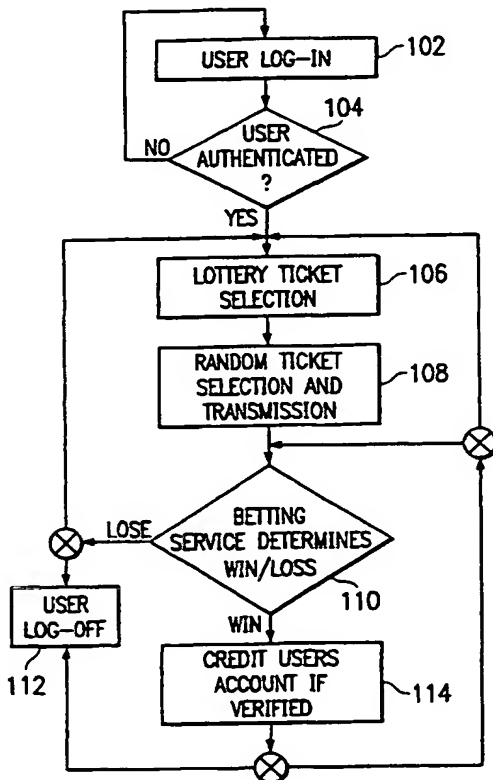 USER LOG-IN
102
104
USER
AUTHENTICATED
?
NO
YES
LOTTERY TICKET
SELECTION
106
RANDOM TICKET
SELECTION AND
TRANSMISSION
108
BETTING
SERVICE DETERMINES
WIN/LOSS
LOSE
110
USER
LOG-OFF
112
WIN
CREDIT USERS
ACCOUNT IF
VERIFIED
114